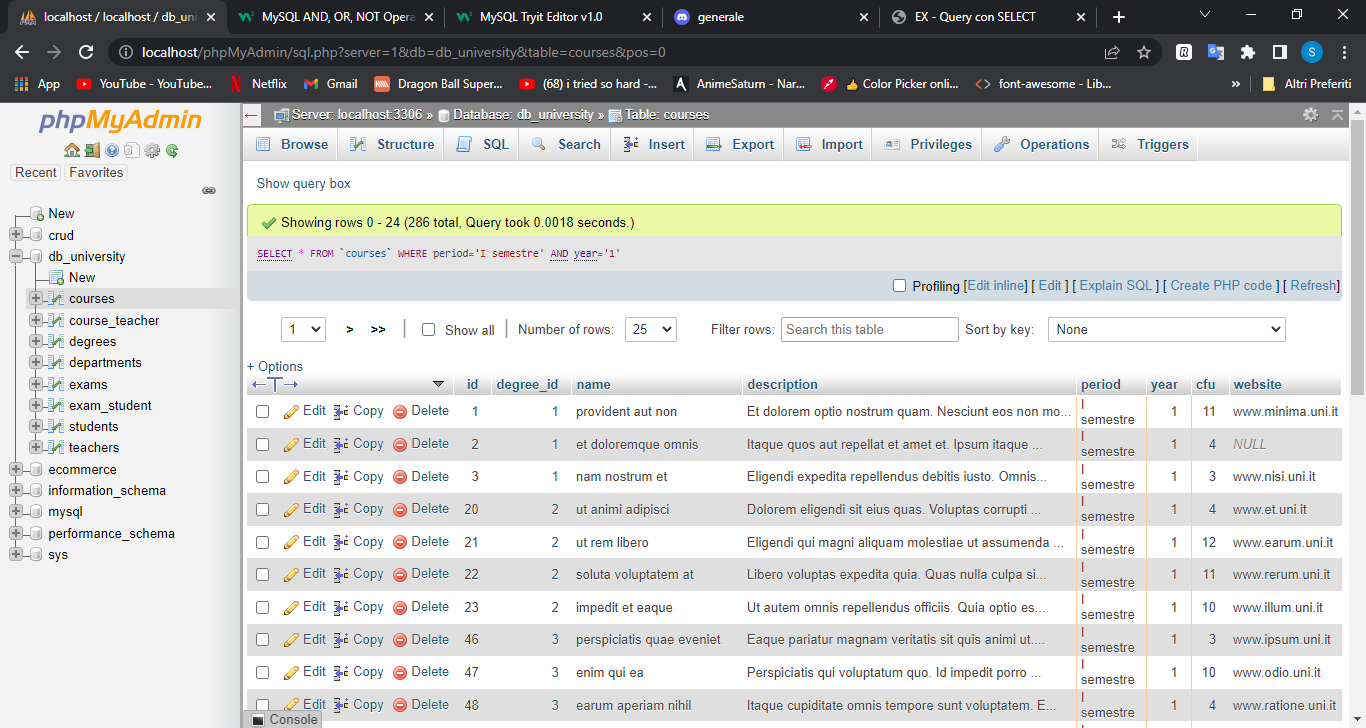 localhost / localhost / db_uni
MySQL AND, OR, NOT Opera
MySQL Tryit Editor v1.0
generale
EX - Query con SELECT
localhost/phpMyAdmin/sql.php?server=1&db=db_university&table=courses&pos=0
S
App
YouTube - YouTube...
Netflix
Gmail
Dragon Ball Super...
(68) i tried so hard -...
AnimeSaturn - Nar...
Color Picker onli...
font-awesome - Lib...
»
Altri Preferiti
phpMyAdmin
Recent
Favorites
New
crud
db_university
New
courses
course_teacher
degrees
departments
exams
exam_student
students
teachers
ecommerce
information_schema
mysql
performance_schema
sys
Server: localhost:3306 » Database: db_university » Table: courses
Browse Structure SQL Search Insert Export Import Privileges Operations Triggers
Show query box
Showing rows 0 - 24 (286 total, Query took 0.0018 seconds.)
SELECT * FROM `courses` WHERE period='I semestre' AND year='1'
Profiling [Edit inline] [ Edit ] [ Explain SQL ] [ Create PHP code ] [ Refresh]
1 > >> Show all Number of rows: 25 Filter rows: Search this table Sort by key: None
+ Options
←T→ id degree_id name description period year cfu website
Edit Copy Delete 1 1 provident aut non Et dolorem optio nostrum quam. Nesciunt eos non mo... I semestre 1 11 www.minima.uni.it
Edit Copy Delete 2 1 et doloremque omnis Itaque quos aut repellat et amet et. Ipsum itaque ... I semestre 1 4 NULL
Edit Copy Delete 3 1 nam nostrum et Eligendi expedita repellendus debitis iusto. Omnis... I semestre 1 3 www.nisi.uni.it
Edit Copy Delete 20 2 ut animi adipisci Dolorem eligendi sit eius quas. Voluptas corrupti ... I semestre 1 4 www.et.uni.it
Edit Copy Delete 21 2 ut rem libero Eligendi qui magni aliquam molestiae ut assumenda ... I semestre 1 12 www.earum.uni.it
Edit Copy Delete 22 2 soluta voluptatem at Libero voluptas expedita quia. Quas nulla culpa si... I semestre 1 11 www.rerum.uni.it
Edit Copy Delete 23 2 impedit et eaque Ut autem omnis repellendus officiis. Quia optio es... I semestre 1 10 www.illum.uni.it
Edit Copy Delete 46 3 perspiciatis quae eveniet Eaque pariatur magnam veritatis sit quis animi ut.... I semestre 1 3 www.ipsum.uni.it
Edit Copy Delete 47 3 enim qui ea Perspiciatis qui voluptatum quo. Id impedit porro ... I semestre 1 10 www.odio.uni.it
Edit Copy Delete 48 3 earum aperiam nihil Itaque cupiditate omnis tempore sunt voluptatem. E... I semestre 1 4 www.ratione.uni.it
Console